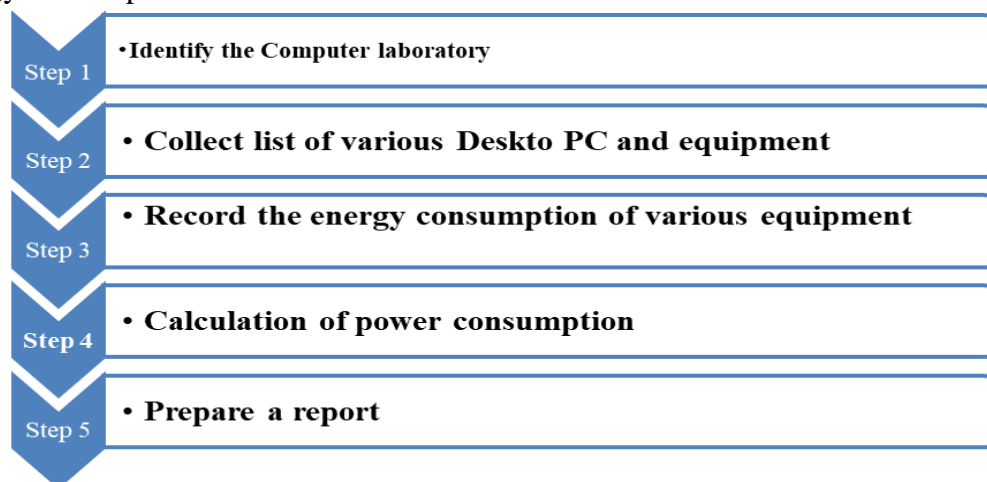 Step 1
•Identify the Computer laboratory
Step 2
• Collect list of various Deskto PC and equipment
Step 3
• Record the energy consumption of various equipment
Step 4
• Calculation of power consumption
Step 5
• Prepare a report